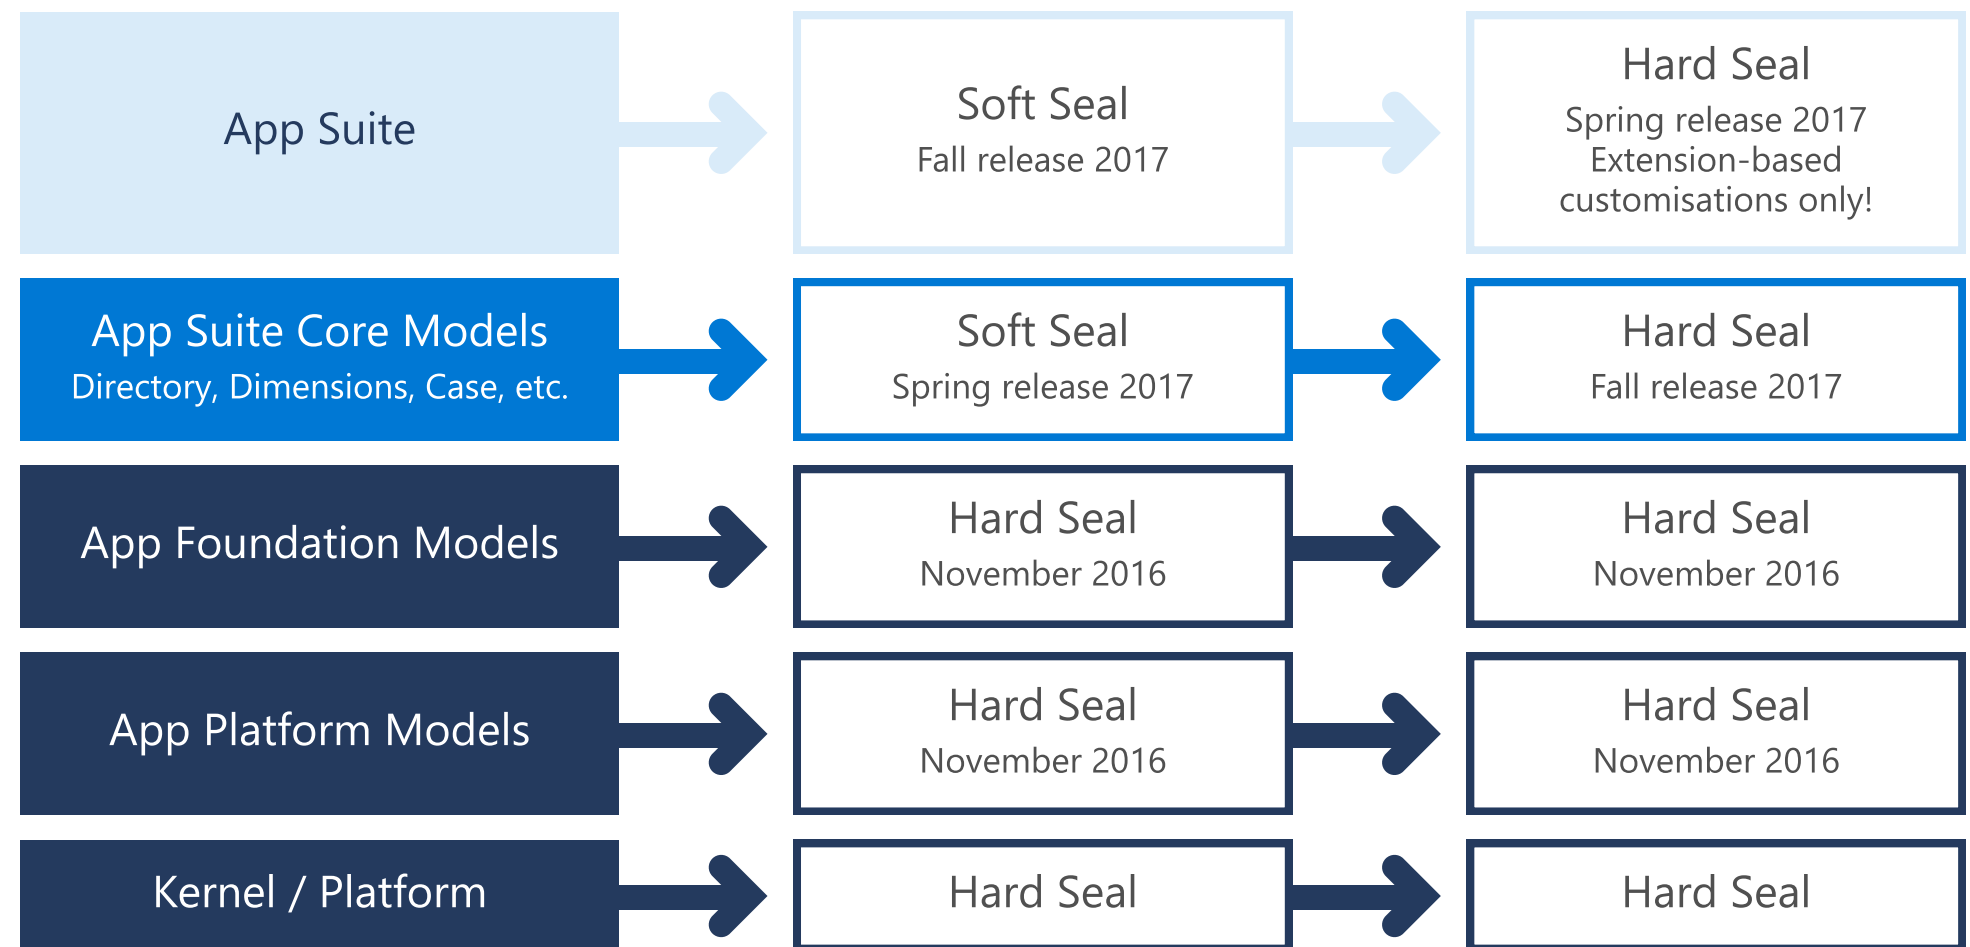 App Suite
Soft Seal
Fall release 2017
Hard Seal
Spring release 2017
Extension-based
customisations only!
App Suite Core Models
Directory, Dimensions, Case, etc.
Soft Seal
Spring release 2017
Hard Seal
Fall release 2017
App Foundation Models
Hard Seal
November 2016
Hard Seal
November 2016
App Platform Models
Hard Seal
November 2016
Hard Seal
November 2016
Kernel / Platform
Hard Seal
Hard Seal